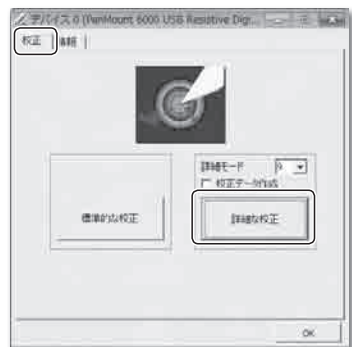 デバイス 0 (PenMount 6000 USB Resistive Digi...
校正 情報
詳細モード 9
校正データ作成
標準的な校正 詳細な校正
OK